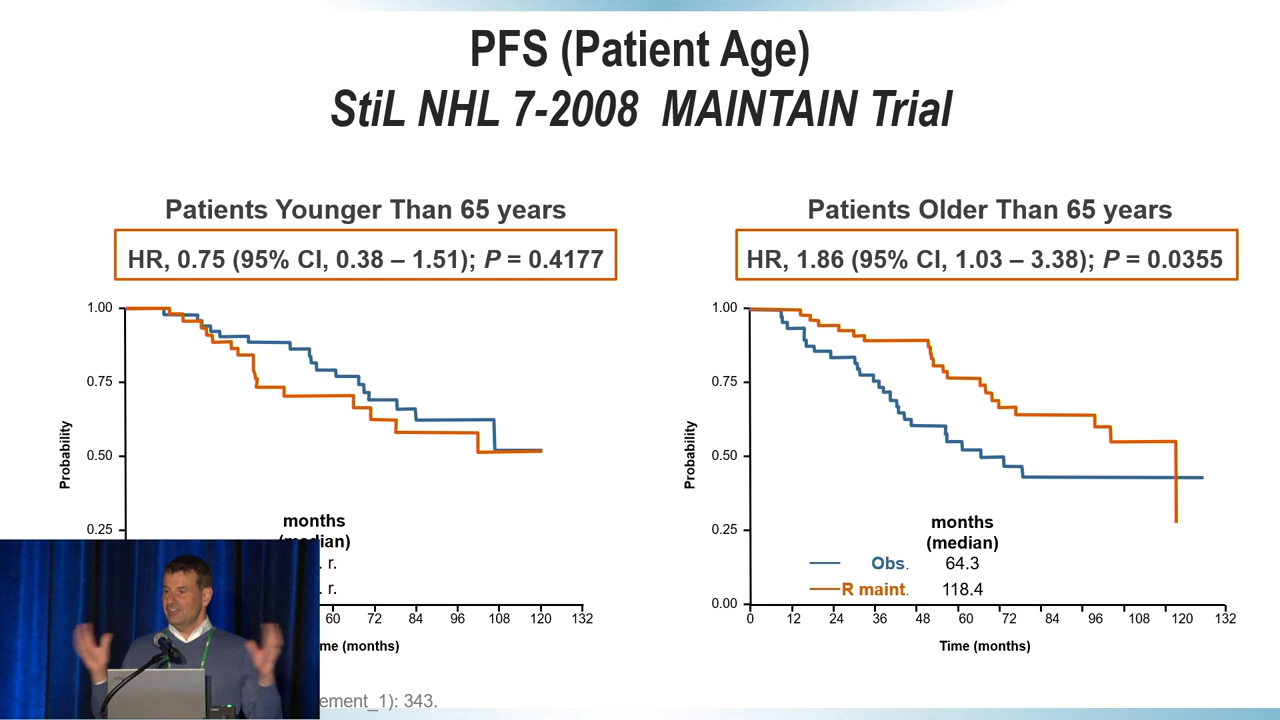 PFS (Patient Age)
StiL NHL 7-2008 MAINTAIN Trial
Patients Younger Than 65 years
HR, 0.75 (95% CI, 0.38 – 1.51); P = 0.4177
1.00
0.75
0.50
0.25
Probability
months
(median)
. r.
. r.
60 72 84 96 108 120 132
me (months)
Patients Older Than 65 years
HR, 1.86 (95% CI, 1.03 – 3.38); P = 0.0355
1.00
0.75
0.50
0.25
0.00
Probability
months
(median)
Obs. 64.3
R maint. 118.4
0 12 24 36 48 60 72 84 96 108 120 132
Time (months)
ement_1): 343.